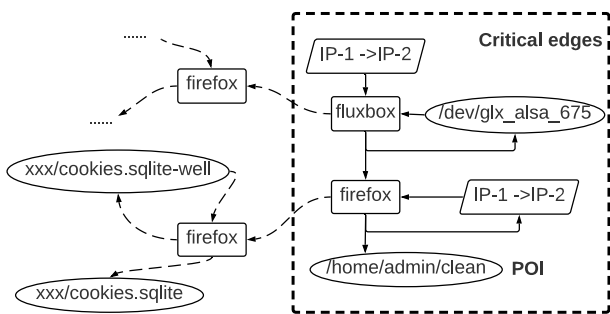 ......
Critical edges
IP-1 ->IP-2
firefox
......
fluxbox
/dev/glx_alsa_675
xxx/cookies.sqlite-well
firefox
IP-1 ->IP-2
firefox
/home/admin/clean
POI
xxx/cookies.sqlite